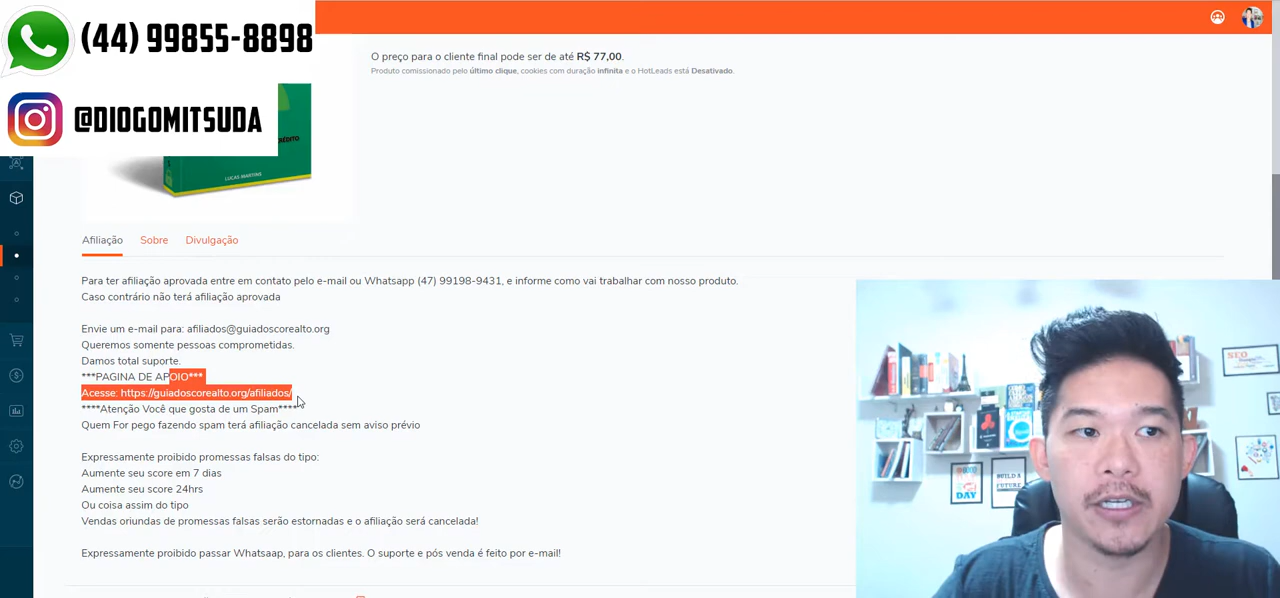 (44) 99855-8898
@DIOGOMITSUDA
O preço para o cliente final pode ser de até R$ 77,00.
Produto comissionado pelo último clique, cookies com duração infinita e o HotLeads está Desativado.
LUCAS MARTINS
Afiliação Sobre Divulgação
Para ter afiliação aprovada entre em contato pelo e-mail ou Whatsapp (47) 99198-9431, e informe como vai trabalhar com nosso produto.
Caso contrário não terá afiliação aprovada
Envie um e-mail para: afiliados@guiadoscorealto.org
Queremos somente pessoas comprometidas.
Damos total suporte.
***PAGINA DE APOIO***
Acesse: https://guiadoscorealto.org/afiliados/
****Atenção Você que gosta de um Spam****
Quem For pego fazendo spam terá afiliação cancelada sem aviso prévio
Expressamente proibido promessas falsas do tipo:
Aumente seu score em 7 dias
Aumente seu score 24hrs
Ou coisa assim do tipo
Vendas oriundas de promessas falsas serão estornadas e o afiliação será cancelada!
Expressamente proibido passar Whatsaap, para os clientes. O suporte e pós venda é feito por e-mail!
SEO
GOOD
DAY
BUILD A
FUTURE